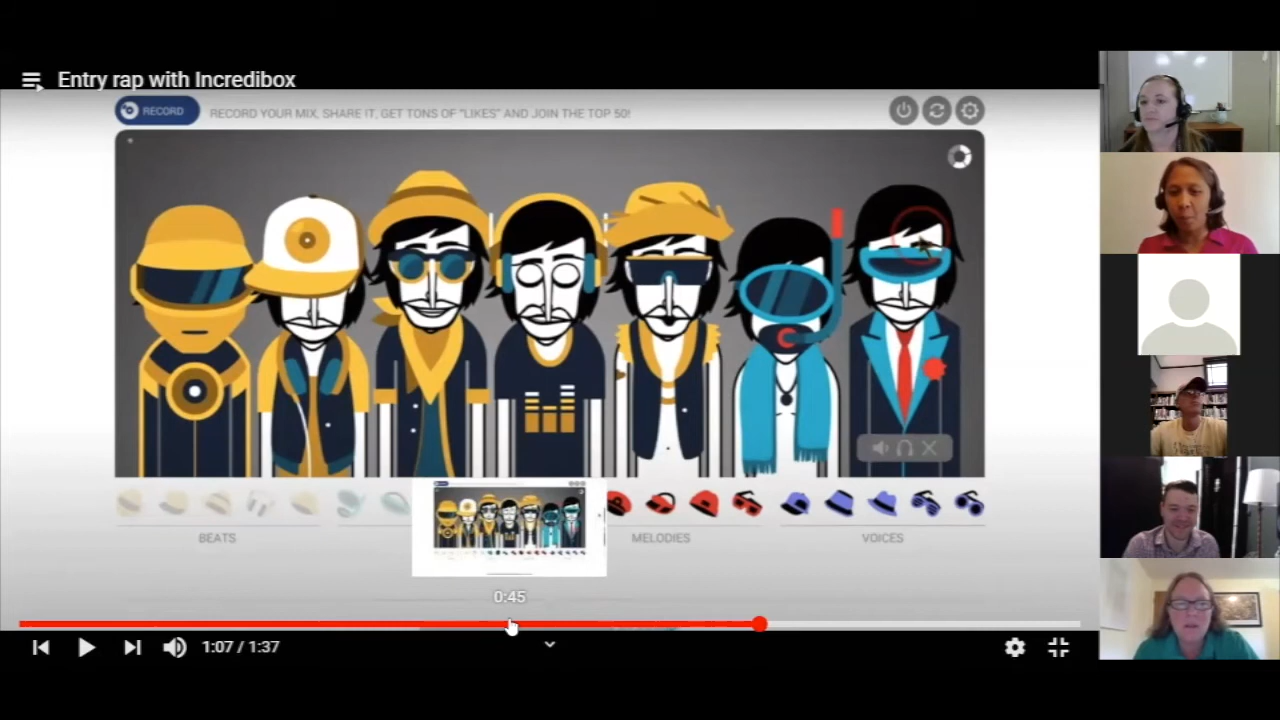 Entry rap with Incredibox
RECORD
RECORD YOUR MIX, SHARE IT, GET TONS OF "LIKES" AND JOIN THE TOP 50!
BEATS
MELODIES
VOICES
0:45
1:07 / 1:37